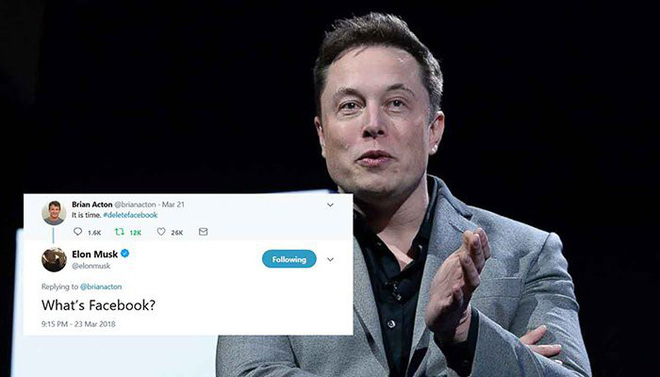 Brian Acton @brianacton · Mar 21
It is time. #deletefacebook
1.6K 12K 26K
Elon Musk
@elonmusk
Following
Replying to @brianacton
What's Facebook?
9:15 PM - 23 Mar 2018